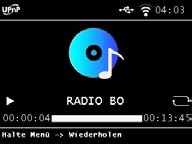 UPnP 04:03
RADIO BO
00:00:04 00:13:45
Halte Menü -> Wiederholen